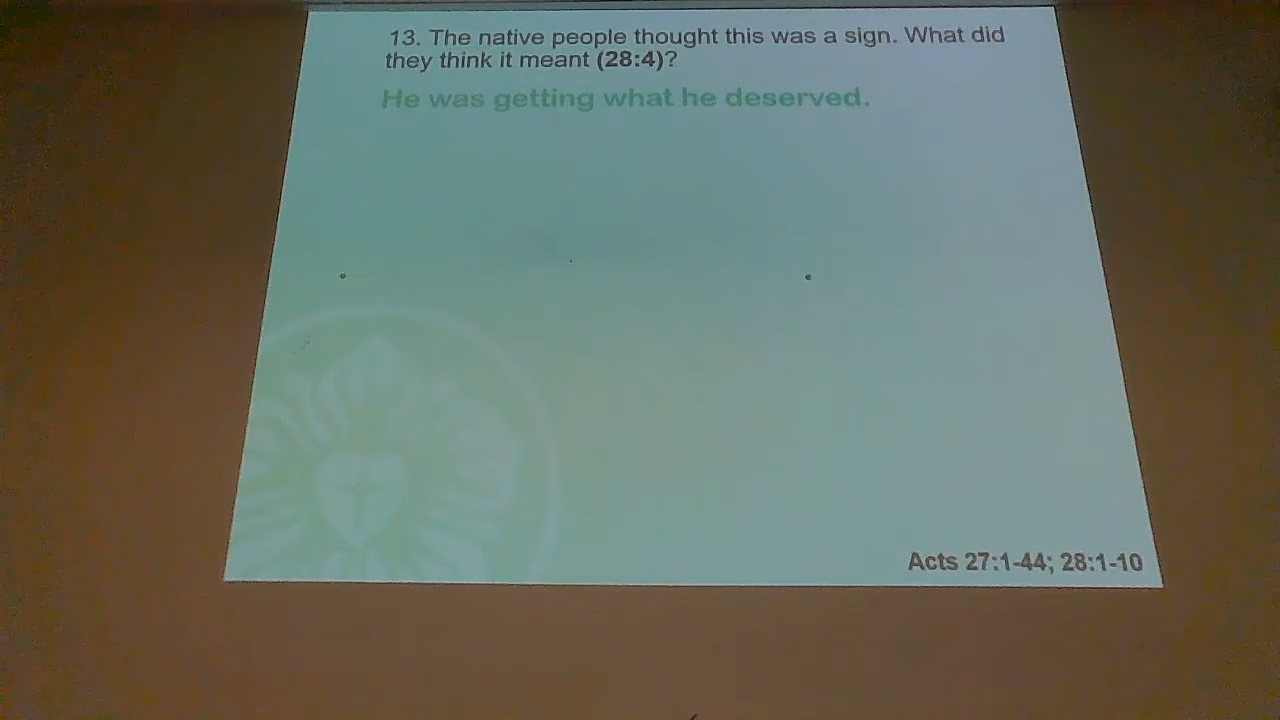 13. The native people thought this was a sign. What did
they think it meant (28:4)?
He was getting what he deserved.
Acts 27:1-44; 28:1-10